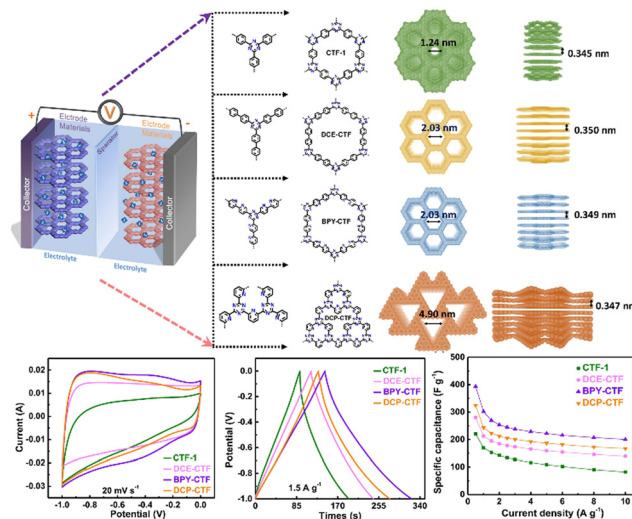 CTF-1
1.24 nm
0.345 nm
+
V
-
Elctrode
Materials
Separator
Elctrode
Materials
Collector
Collector
Electrolyte
Electrolyte
DCE-CTF
2.03 nm
0.350 nm
BPY-CTF
2.03 nm
0.349 nm
DCP-CTF
4.90 nm
0.347 nm
Current (A)
0.02
0.01
0.00
-0.01
-0.02
-0.03
CTF-1
DCE-CTF
BPY-CTF
DCP-CTF
20 mV s⁻¹
-1.0 -0.8 -0.6 -0.4 -0.2 0.0
Potential (V)
Potential (V)
0.0
-0.2
-0.4
-0.6
-0.8
-1.0
CTF-1
DCE-CTF
BPY-CTF
DCP-CTF
1.5 A g⁻¹
0 85 170 255 340
Times (s)
Specific capacitance (F g⁻¹)
500
400
300
200
100
0
CTF-1
DCE-CTF
BPY-CTF
DCP-CTF
0 2 4 6 8 10
Current density (A g⁻¹)